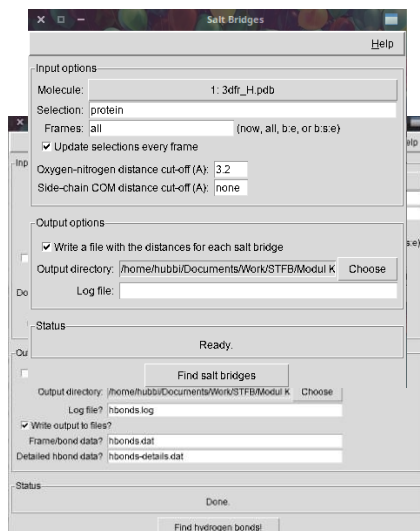 Salt Bridges
Help
Input options
Molecule: 1: 3dfr_H.pdb
Selection: protein
Frames: all (now, all, b:e, or b:s:e)
Update selections every frame
Oxygen-nitrogen distance cut-off (A): 3.2
Side-chain COM distance cut-off (A): none
Output options
Write a file with the distances for each salt bridge
Output directory: /home/hubbi/Documents/Work/STFB/Modul K Choose
Log file:
Status
Ready.
Find salt bridges
Output directory: /home/hubbi/Documents/Work/STFB/Modul K Choose
Log file? hbonds.log
Write output to files?
Frame/bond data? hbonds.dat
Detailed hbond data? hbonds-details.dat
Status
Done.
Find hydrogen bonds!